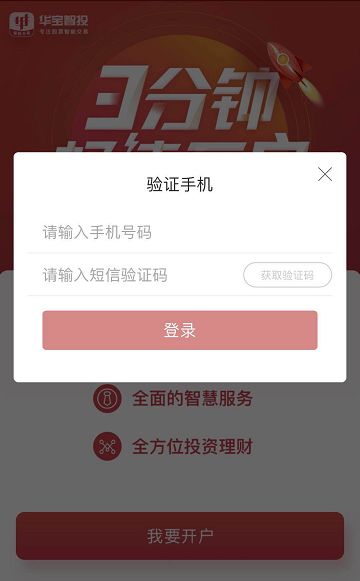 华宝智投
专注股票智能交易
3分钟
验证手机
请输入手机号码
请输入短信验证码
获取验证码
登录
全面的智慧服务
全方位投资理财
我要开户